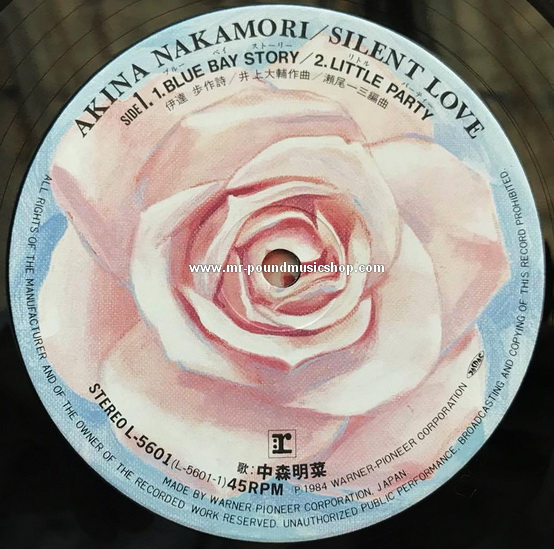 AKINA NAKAMORI/SILENT LOVE
ブルー ベイ ストーリー リトル パーティー
SIDE 1. 1. BLUE BAY STORY/2. LITTLE PARTY
伊達 歩作詩/井上大輔作曲/瀬尾一三編曲
www.mr-poundmusicshop.com
STEREO L-5601 (L-5601-1) 45RPM
歌:中森明菜
r
℗ 1984 WARNER-PIONEER CORPORATION
MADE BY WARNER-PIONEER CORPORATION, JAPAN
ALL RIGHTS OF THE MANUFACTURER AND OF THE OWNER OF THE RECORDED WORK RESERVED. UNAUTHORIZED PUBLIC PERFORMANCE, BROADCASTING AND COPYING OF THIS RECORD PROHIBITED